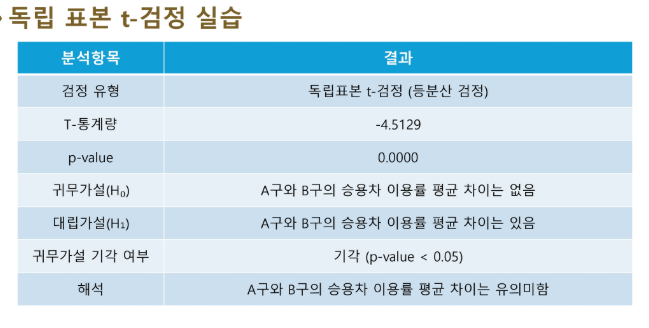 • 독립 표본 t-검정 실습
분석항목 결과
검정 유형 독립표본 t-검정 (등분산 검정)
T-통계량 -4.5129
p-value 0.0000
귀무가설(H₀) A구와 B구의 승용차 이용률 평균 차이는 없음
대립가설(H₁) A구와 B구의 승용차 이용률 평균 차이는 있음
귀무가설 기각 여부 기각 (p-value < 0.05)
해석 A구와 B구의 승용차 이용률 평균 차이는 유의미함